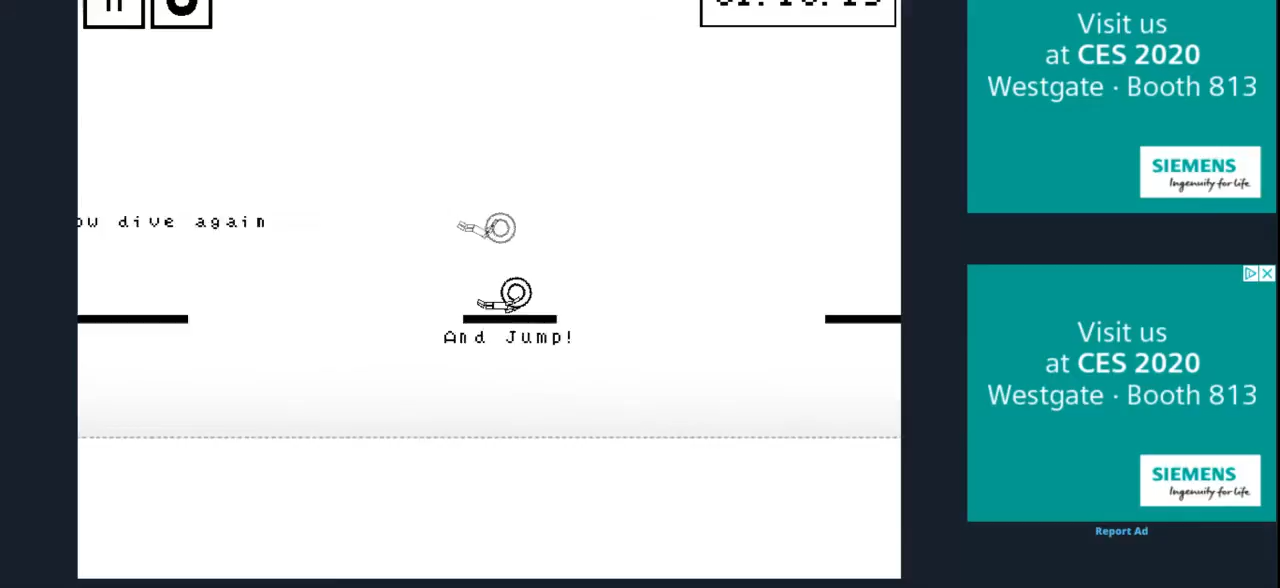 Visit us
at CES 2020
Westgate · Booth 813
SIEMENS
Ingenuity for life
dive again
And Jump!
Visit us
at CES 2020
Westgate · Booth 813
SIEMENS
Ingenuity for life
Report Ad